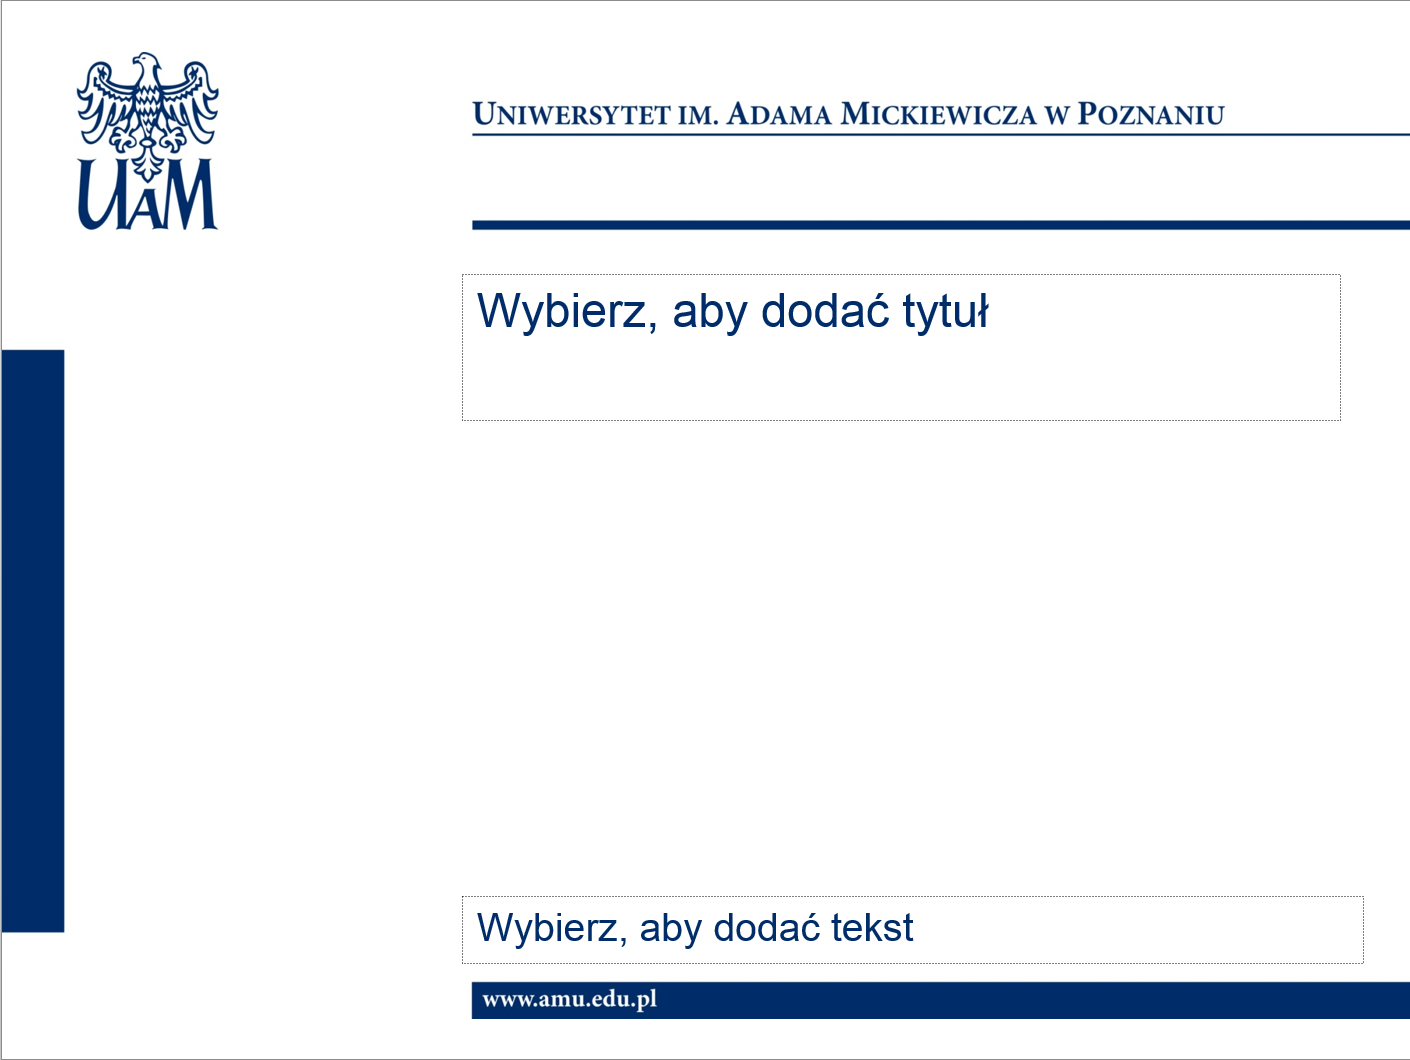 UAM
UNIWERSYTET IM. ADAMA MICKIEWICZA W POZNANIU
Wybierz, aby dodać tytuł
Wybierz, aby dodać tekst
www.amu.edu.pl